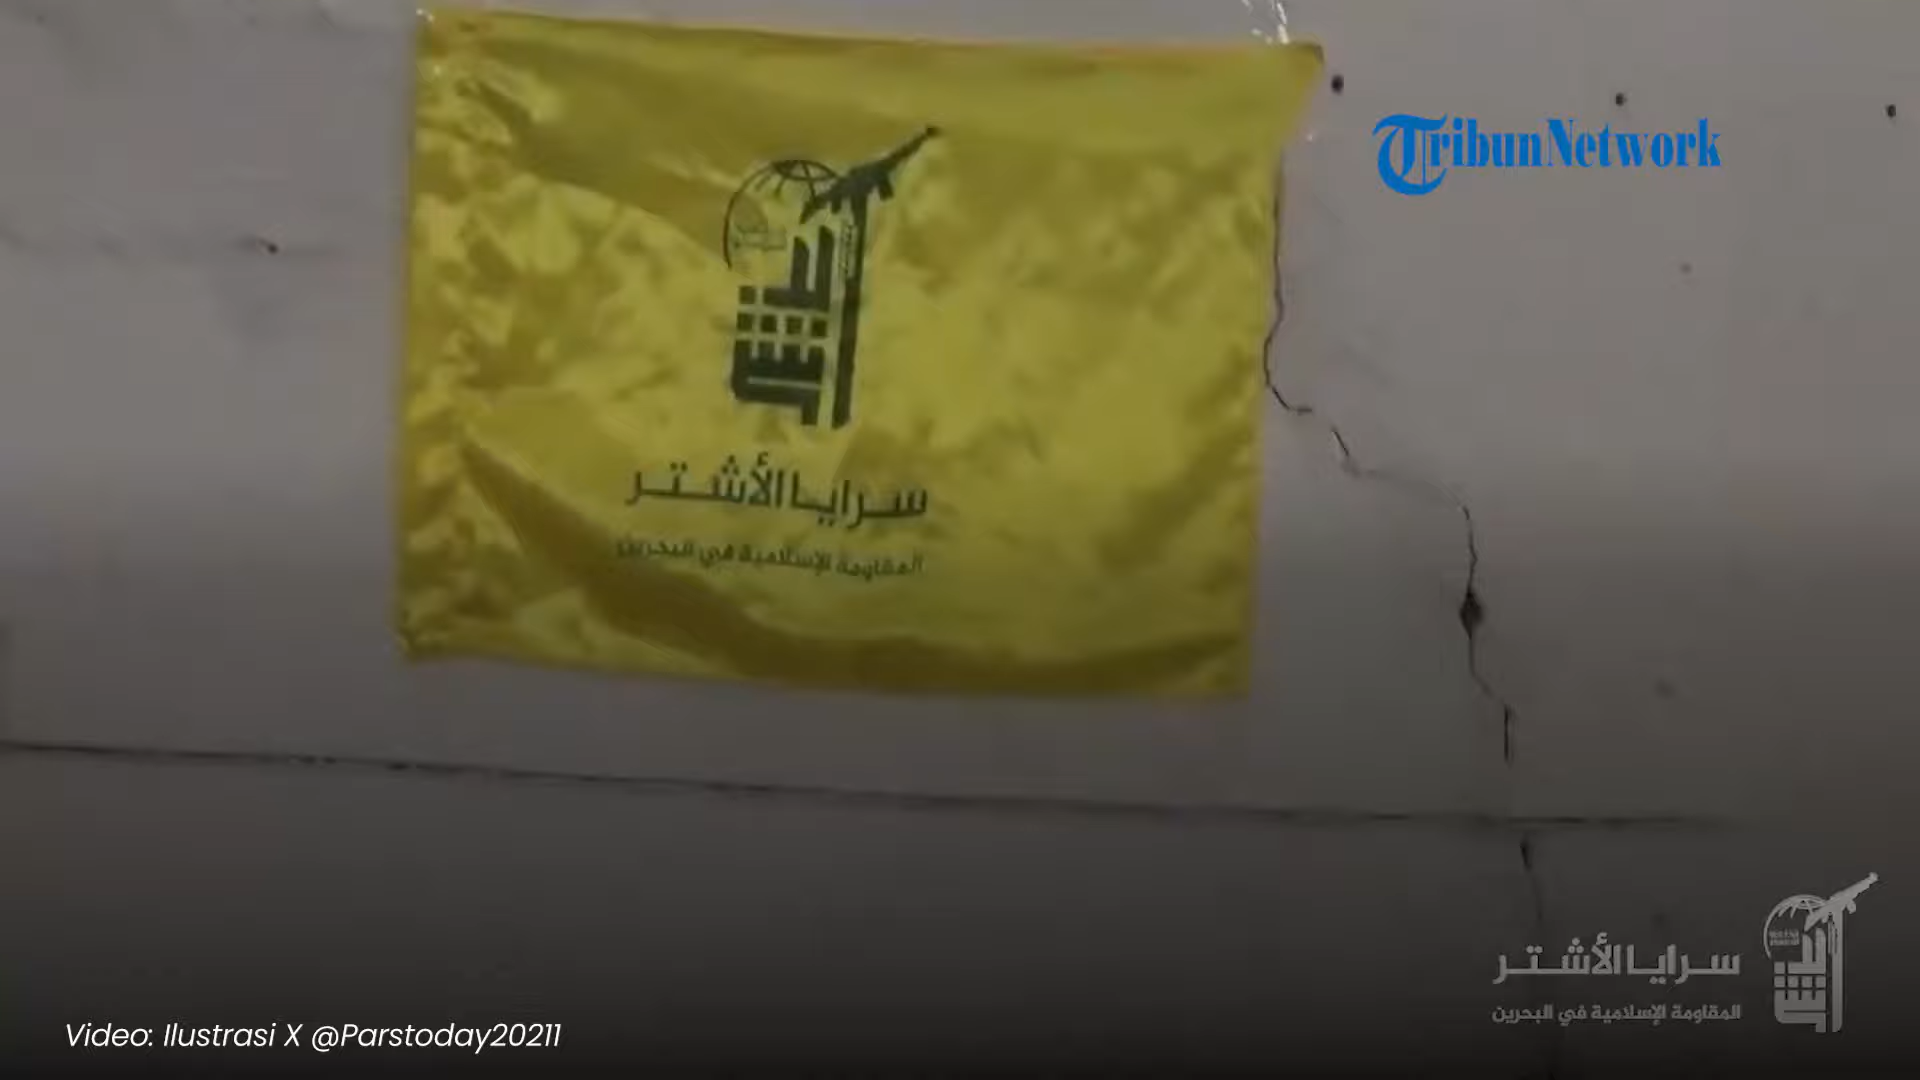 TribunNetwork
سرايا الأشتر
المقاومة الإسلامية في البحرين
سرايا الأشتر
المقاومة الإسلامية في البحرين
Video: Ilustrasi X @Parstoday20211